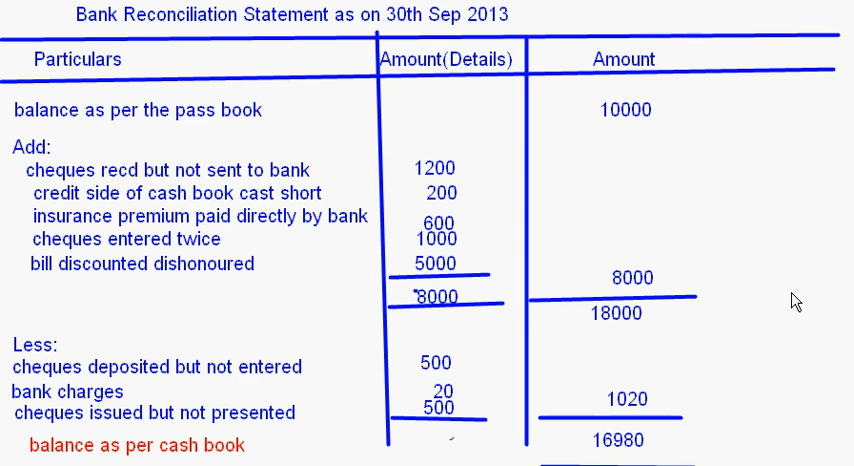 Bank Reconciliation Statement as on 30th Sep 2013
Particulars Amount(Details) Amount
balance as per the pass book 10000
Add:
cheques recd but not sent to bank 1200
credit side of cash book cast short 200
insurance premium paid directly by bank 600
cheques entered twice 1000
bill discounted dishonoured 5000
8000
8000
18000
Less:
cheques deposited but not entered 500
bank charges 20
1020
cheques issued but not presented 500
balance as per cash book 16980